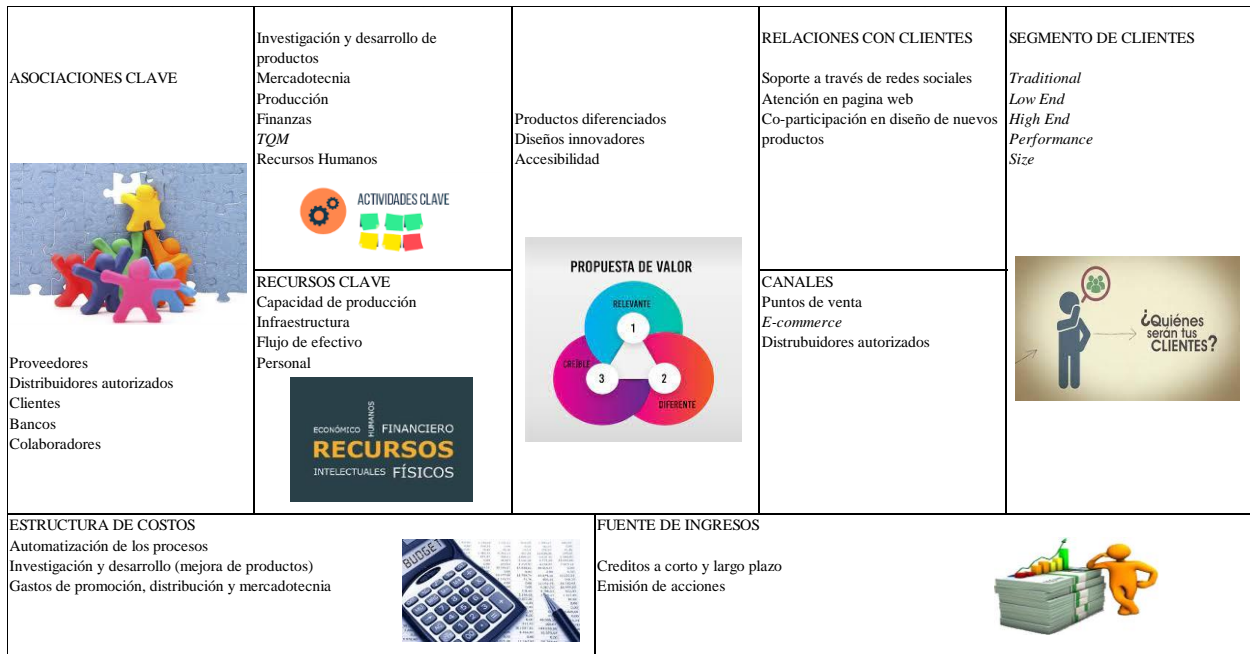 ASOCIACIONES CLAVE
Proveedores
Distribuidores autorizados
Clientes
Bancos
Colaboradores
Investigación y desarrollo de
productos
Mercadotecnia
Producción
Finanzas
TQM
Recursos Humanos
ACTIVIDADES CLAVE
RECURSOS CLAVE
Capacidad de producción
Infraestructura
Flujo de efectivo
Personal
ECONÓMICO HUMANOS FINANCIERO
RECURSOS
INTELECTUALES FÍSICOS
Productos diferenciados
Diseños innovadores
Accesibilidad
PROPUESTA DE VALOR
RELEVANTE
1
CREÍBLE
3
2
DIFERENTE
RELACIONES CON CLIENTES
Soporte a través de redes sociales
Atención en pagina web
Co-participación en diseño de nuevos
productos
CANALES
Puntos de venta
E-commerce
Distrubuidores autorizados
SEGMENTO DE CLIENTES
Traditional
Low End
High End
Performance
Size
¿Quiénes
serán tus
CLIENTES?
ESTRUCTURA DE COSTOS
Automatización de los procesos
Investigación y desarrollo (mejora de productos)
Gastos de promoción, distribución y mercadotecnia
BUDGET
FUENTE DE INGRESOS
Creditos a corto y largo plazo
Emisión de acciones